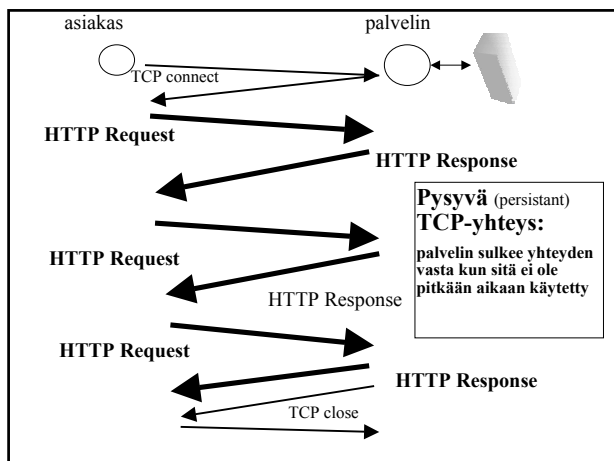 asiakas
palvelin
TCP connect
HTTP Request
HTTP Response
Pysyvä (persistant)
TCP-yhteys:
palvelin sulkee yhteyden
vasta kun sitä ei ole
pitkään aikaan käytetty
HTTP Request
HTTP Response
HTTP Request
HTTP Response
TCP close